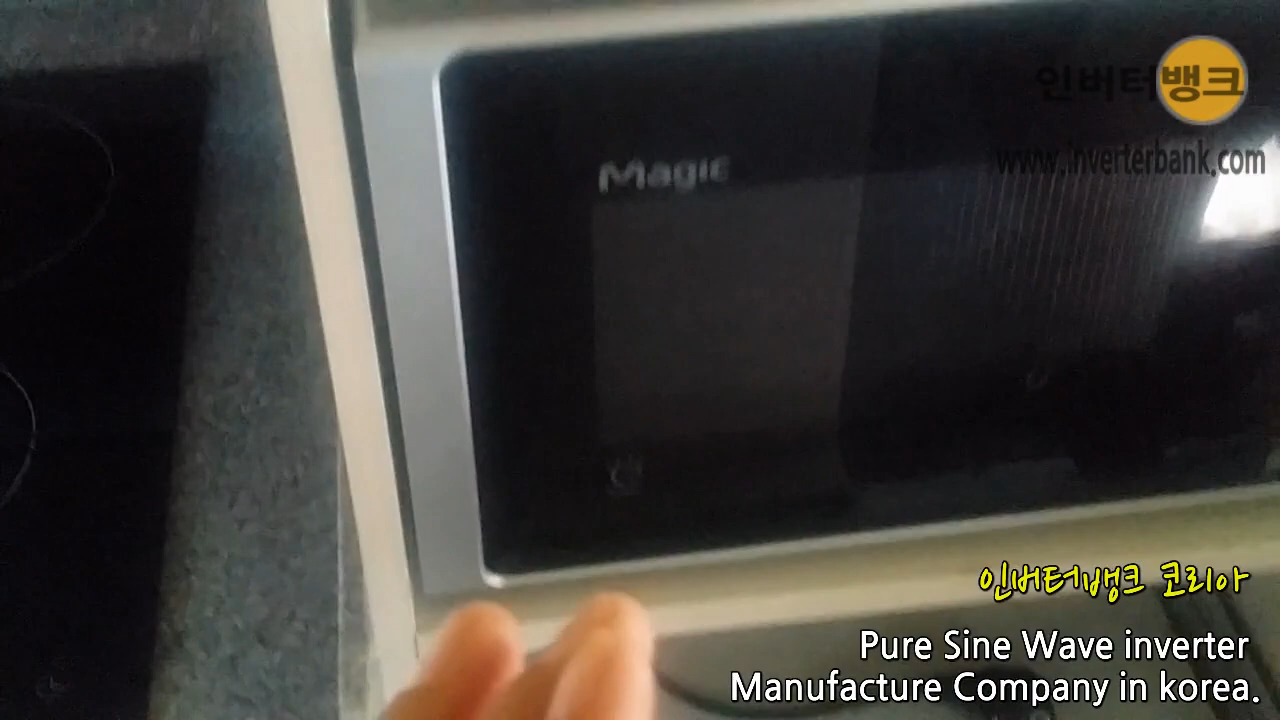 인버터뱅크
www.inverterbank.com
Magic
인버터뱅크 코리아
Pure Sine Wave inverter
Manufacture Company in korea.